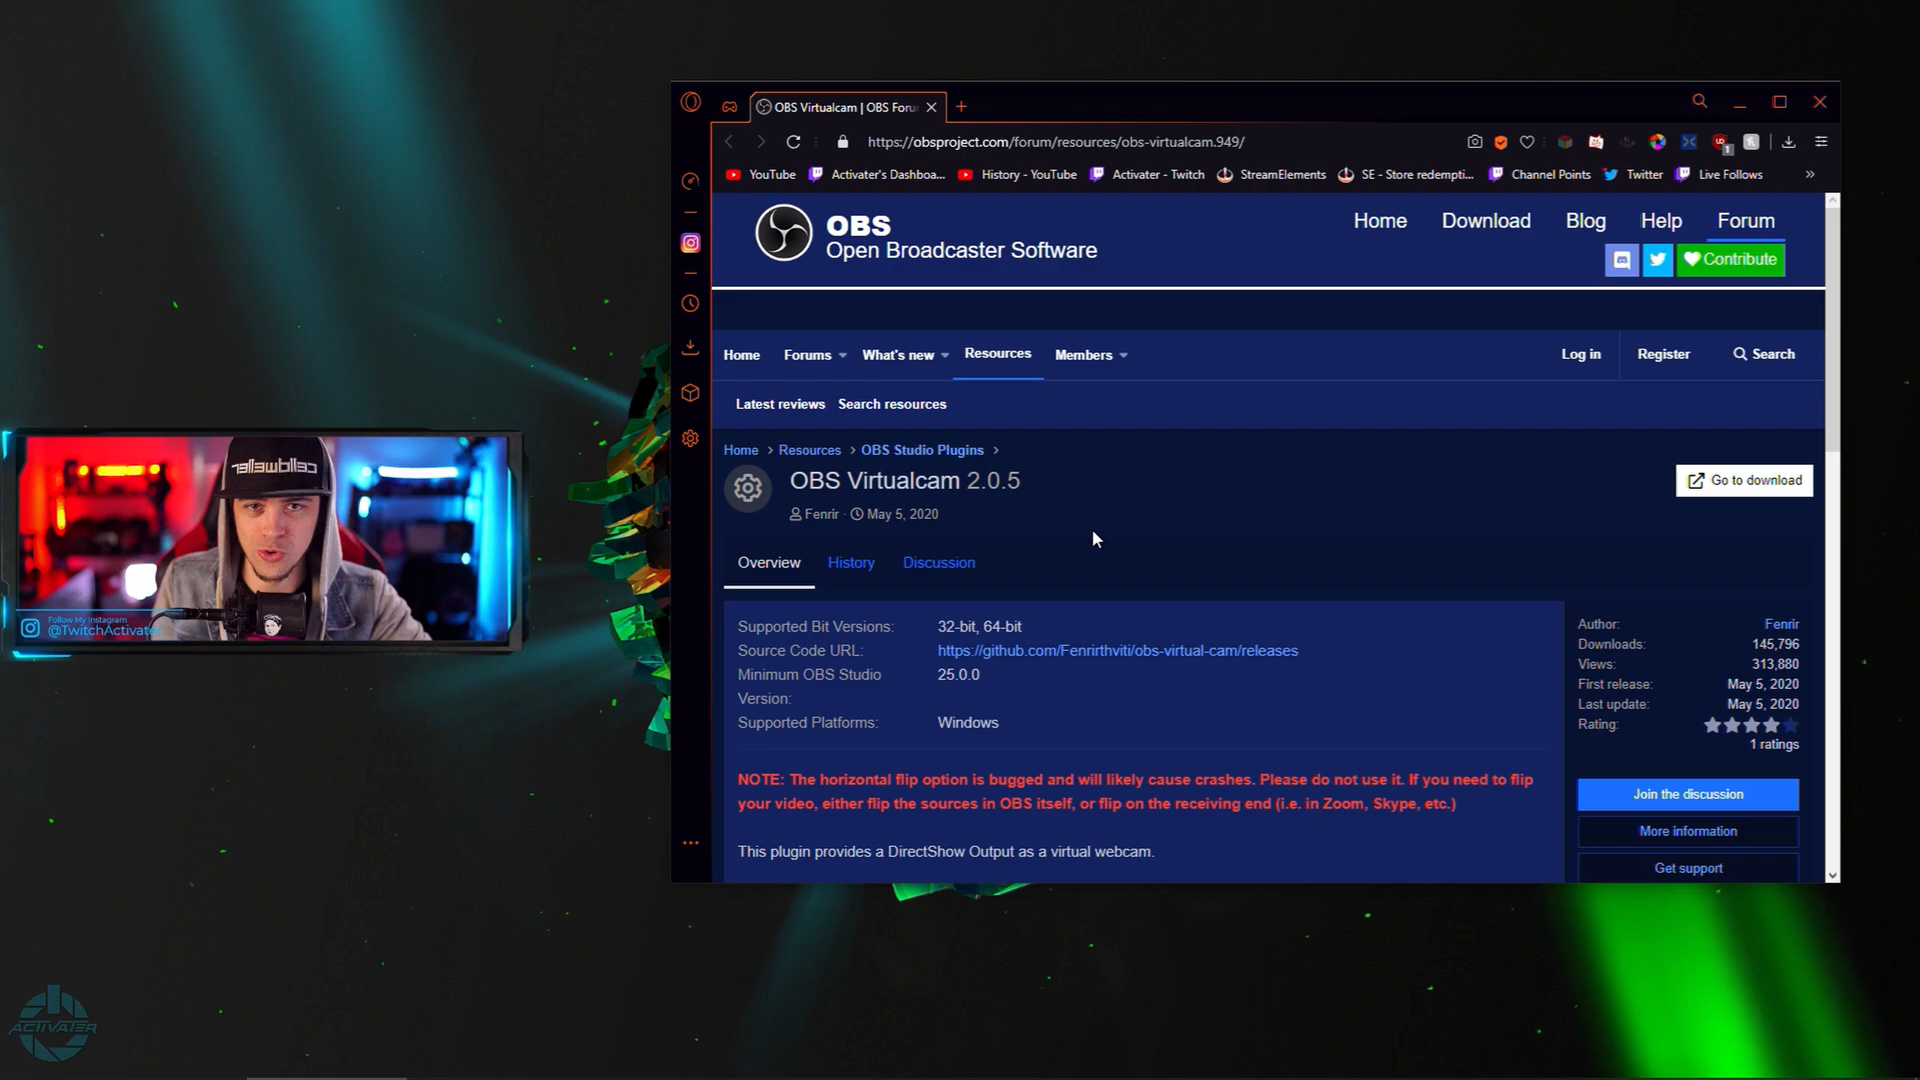 OBS Virtualcam | OBS Foru
https://obsproject.com/forum/resources/obs-virtualcam.949/
YouTube Activater's Dashboa... History - YouTube Activater - Twitch StreamElements SE - Store redempti... Channel Points Twitter Live Follows
OBS
Open Broadcaster Software
Home Download Blog Help Forum
Contribute
Home Forums What's new Resources Members Log in Register Search
Latest reviews Search resources
Home Resources OBS Studio Plugins
OBS Virtualcam 2.0.5
Go to download
Fenrir · May 5, 2020
Overview History Discussion
Supported Bit Versions: 32-bit, 64-bit
Source Code URL: https://github.com/Fenrirthviti/obs-virtual-cam/releases
Minimum OBS Studio 25.0.0
Version:
Supported Platforms: Windows
NOTE: The horizontal flip option is bugged and will likely cause crashes. Please do not use it. If you need to flip
your video, either flip the sources in OBS itself, or flip on the receiving end (i.e. in Zoom, Skype, etc.)
This plugin provides a DirectShow Output as a virtual webcam.
Author: Fenrir
Downloads: 145,796
Views: 313,880
First release: May 5, 2020
Last update: May 5, 2020
Rating:
1 ratings
Join the discussion
More information
Get support
celldweller
Follow My Instagram
@TwitchActivater
ACTIVATER